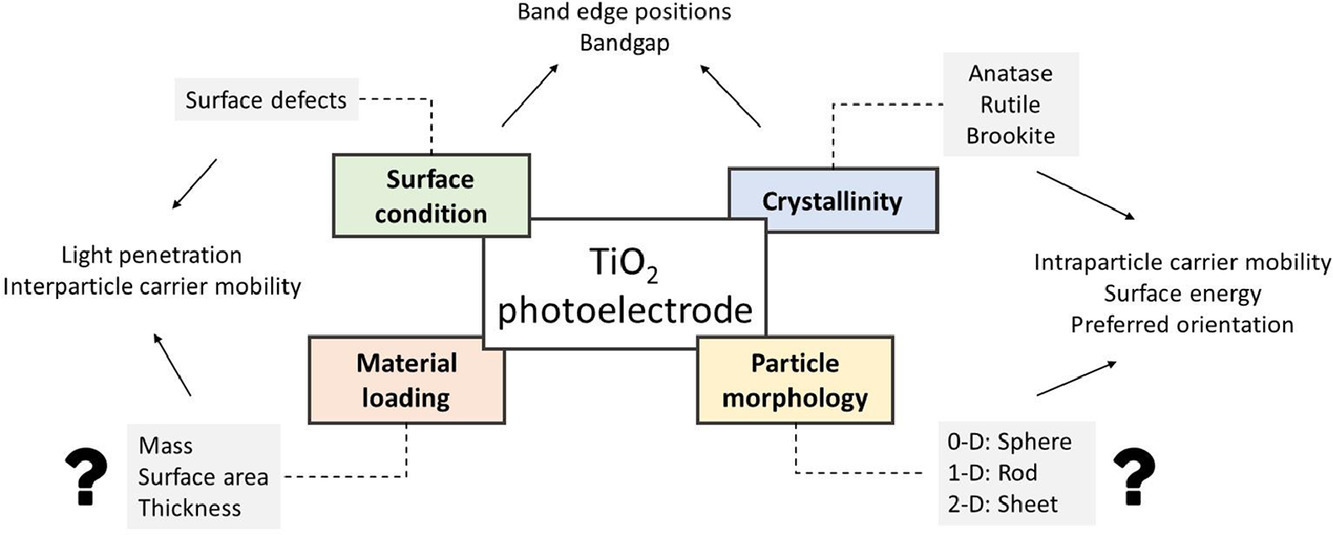 Band edge positions
Bandgap
Surface defects
Anatase
Rutile
Brookite
Surface
condition
Crystallinity
Light penetration
Interparticle carrier mobility
TiO₂
photoelectrode
Intraparticle carrier mobility
Surface energy
Preferred orientation
Material
loading
Particle
morphology
?
Mass
Surface area
Thickness
0-D: Sphere
1-D: Rod
2-D: Sheet
?